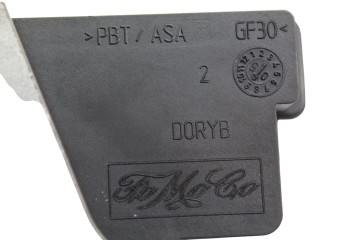 >PBT / ASA GF30<
2
DORYB
FoMoCo